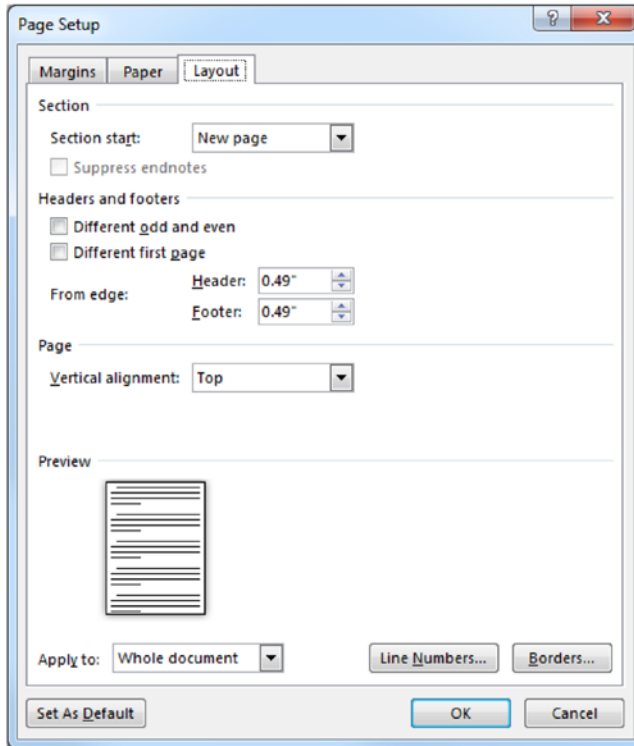 Page Setup
Margins Paper Layout
Section
Section start: New page
Suppress endnotes
Headers and footers
Different odd and even
Different first page
From edge:
Header: 0.49"
Footer: 0.49"
Page
Vertical alignment: Top
Preview
Apply to: Whole document Line Numbers... Borders...
Set As Default OK Cancel